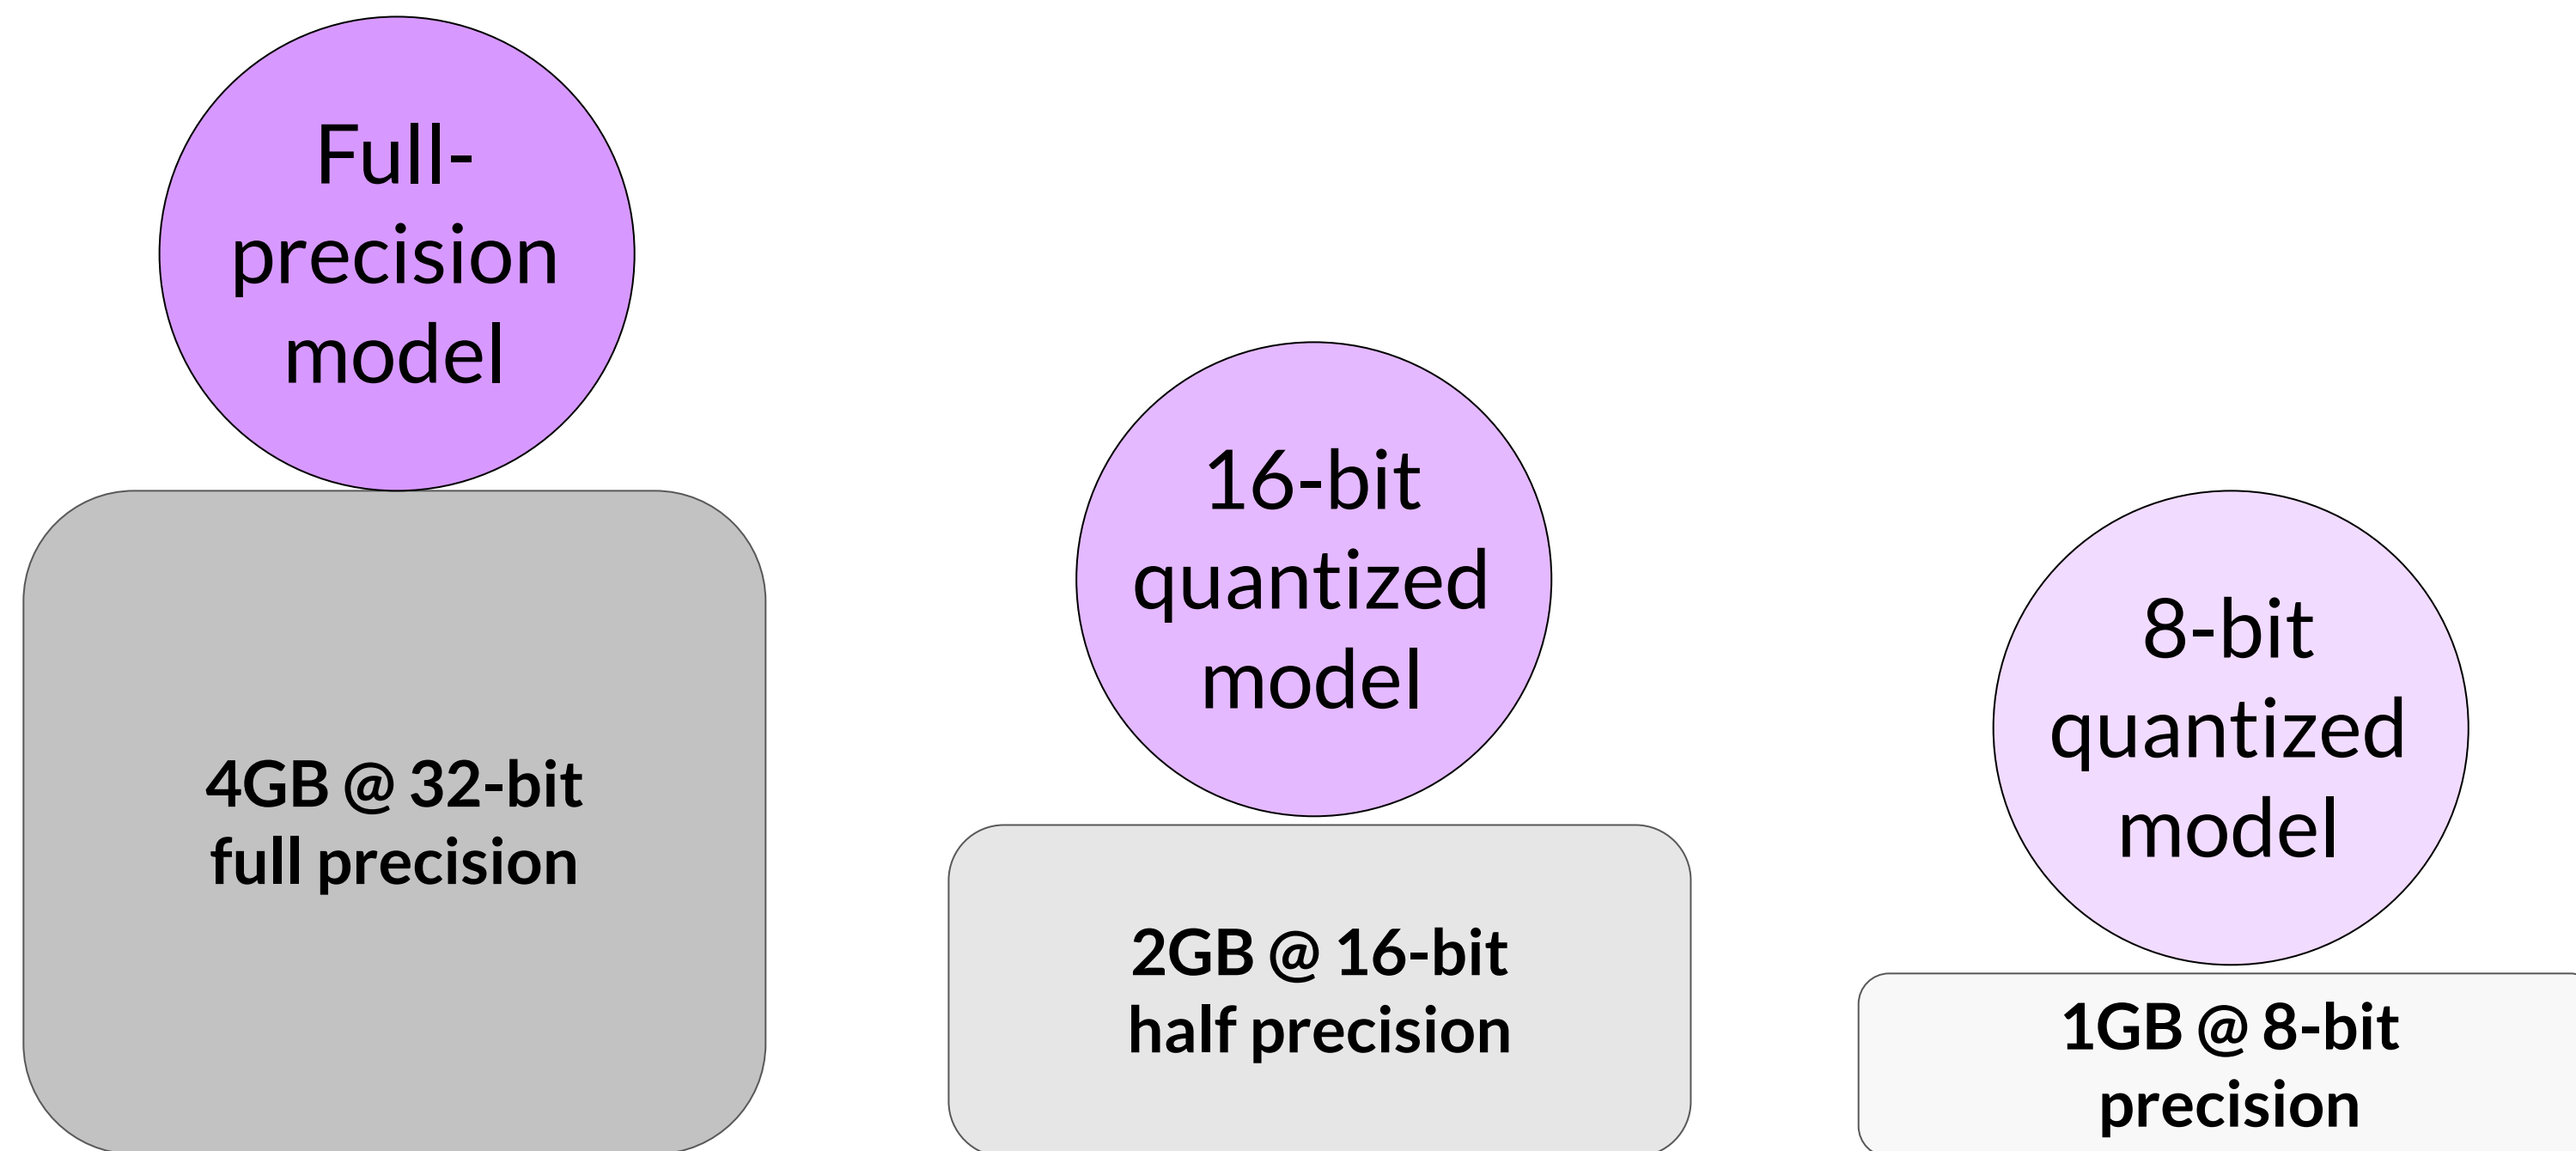 Full-
precision
model
4GB @ 32-bit
full precision
16-bit
quantized
model
2GB @ 16-bit
half precision
8-bit
quantized
model
1GB @ 8-bit
precision